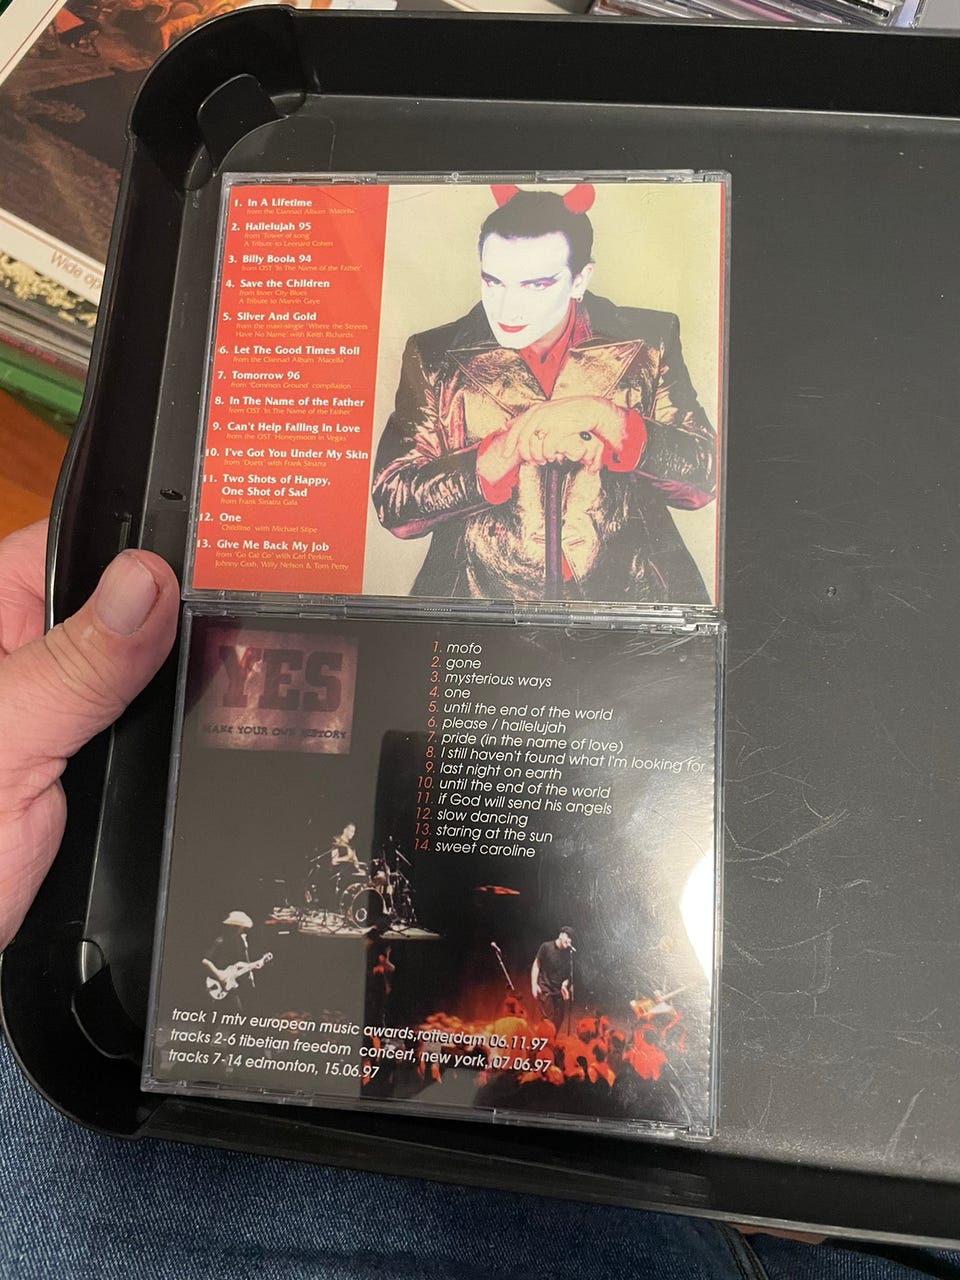 Wide op
1. In A Lifetime
from the Clannad Album 'Macella'
2. Hallelujah 95
from 'Tower of song'
A Tribute to Leonard Cohen
3. Billy Boola 94
from OST 'In The Name of the Father'
4. Save the Children
from Inner City Blues
A Tribute to Marvin Gaye
5. Silver And Gold
from the maxi-single 'Where the Streets
Have No Name' with Keith Richards
6. Let The Good Times Roll
from the Clannad Album 'Macella'
7. Tomorrow 96
from 'Common Ground' compilation
8. In The Name of the Father
from OST 'In The Name of the Father'
9. Can't Help Falling In Love
from the OST 'Honeymoon in Vegas'
10. I've Got You Under My Skin
from 'Duets' with Frank Sinatra
11. Two Shots of Happy,
One Shot of Sad
from Frank Sinatra Gala
12. One
'Childline' with Michael Stipe
13. Give Me Back My Job
from 'Go Cat Go' with Carl Perkins,
Johnny Cash, Willy Nelson & Tom Petty
YES
MAKE YOUR OWN HISTORY
1. mofo
2. gone
3. mysterious ways
4. one
5. until the end of the world
6. please / hallelujah
7. pride (in the name of love)
8. I still haven't found what I'm looking for
9. last night on earth
10. until the end of the world
11. if God will send his angels
12. slow dancing
13. staring at the sun
14. sweet caroline
track 1 mtv european music awards,rotterdam 06.11.97
tracks 2-6 tibetian freedom concert, new york, 07.06.97
tracks 7-14 edmonton, 15.06.97